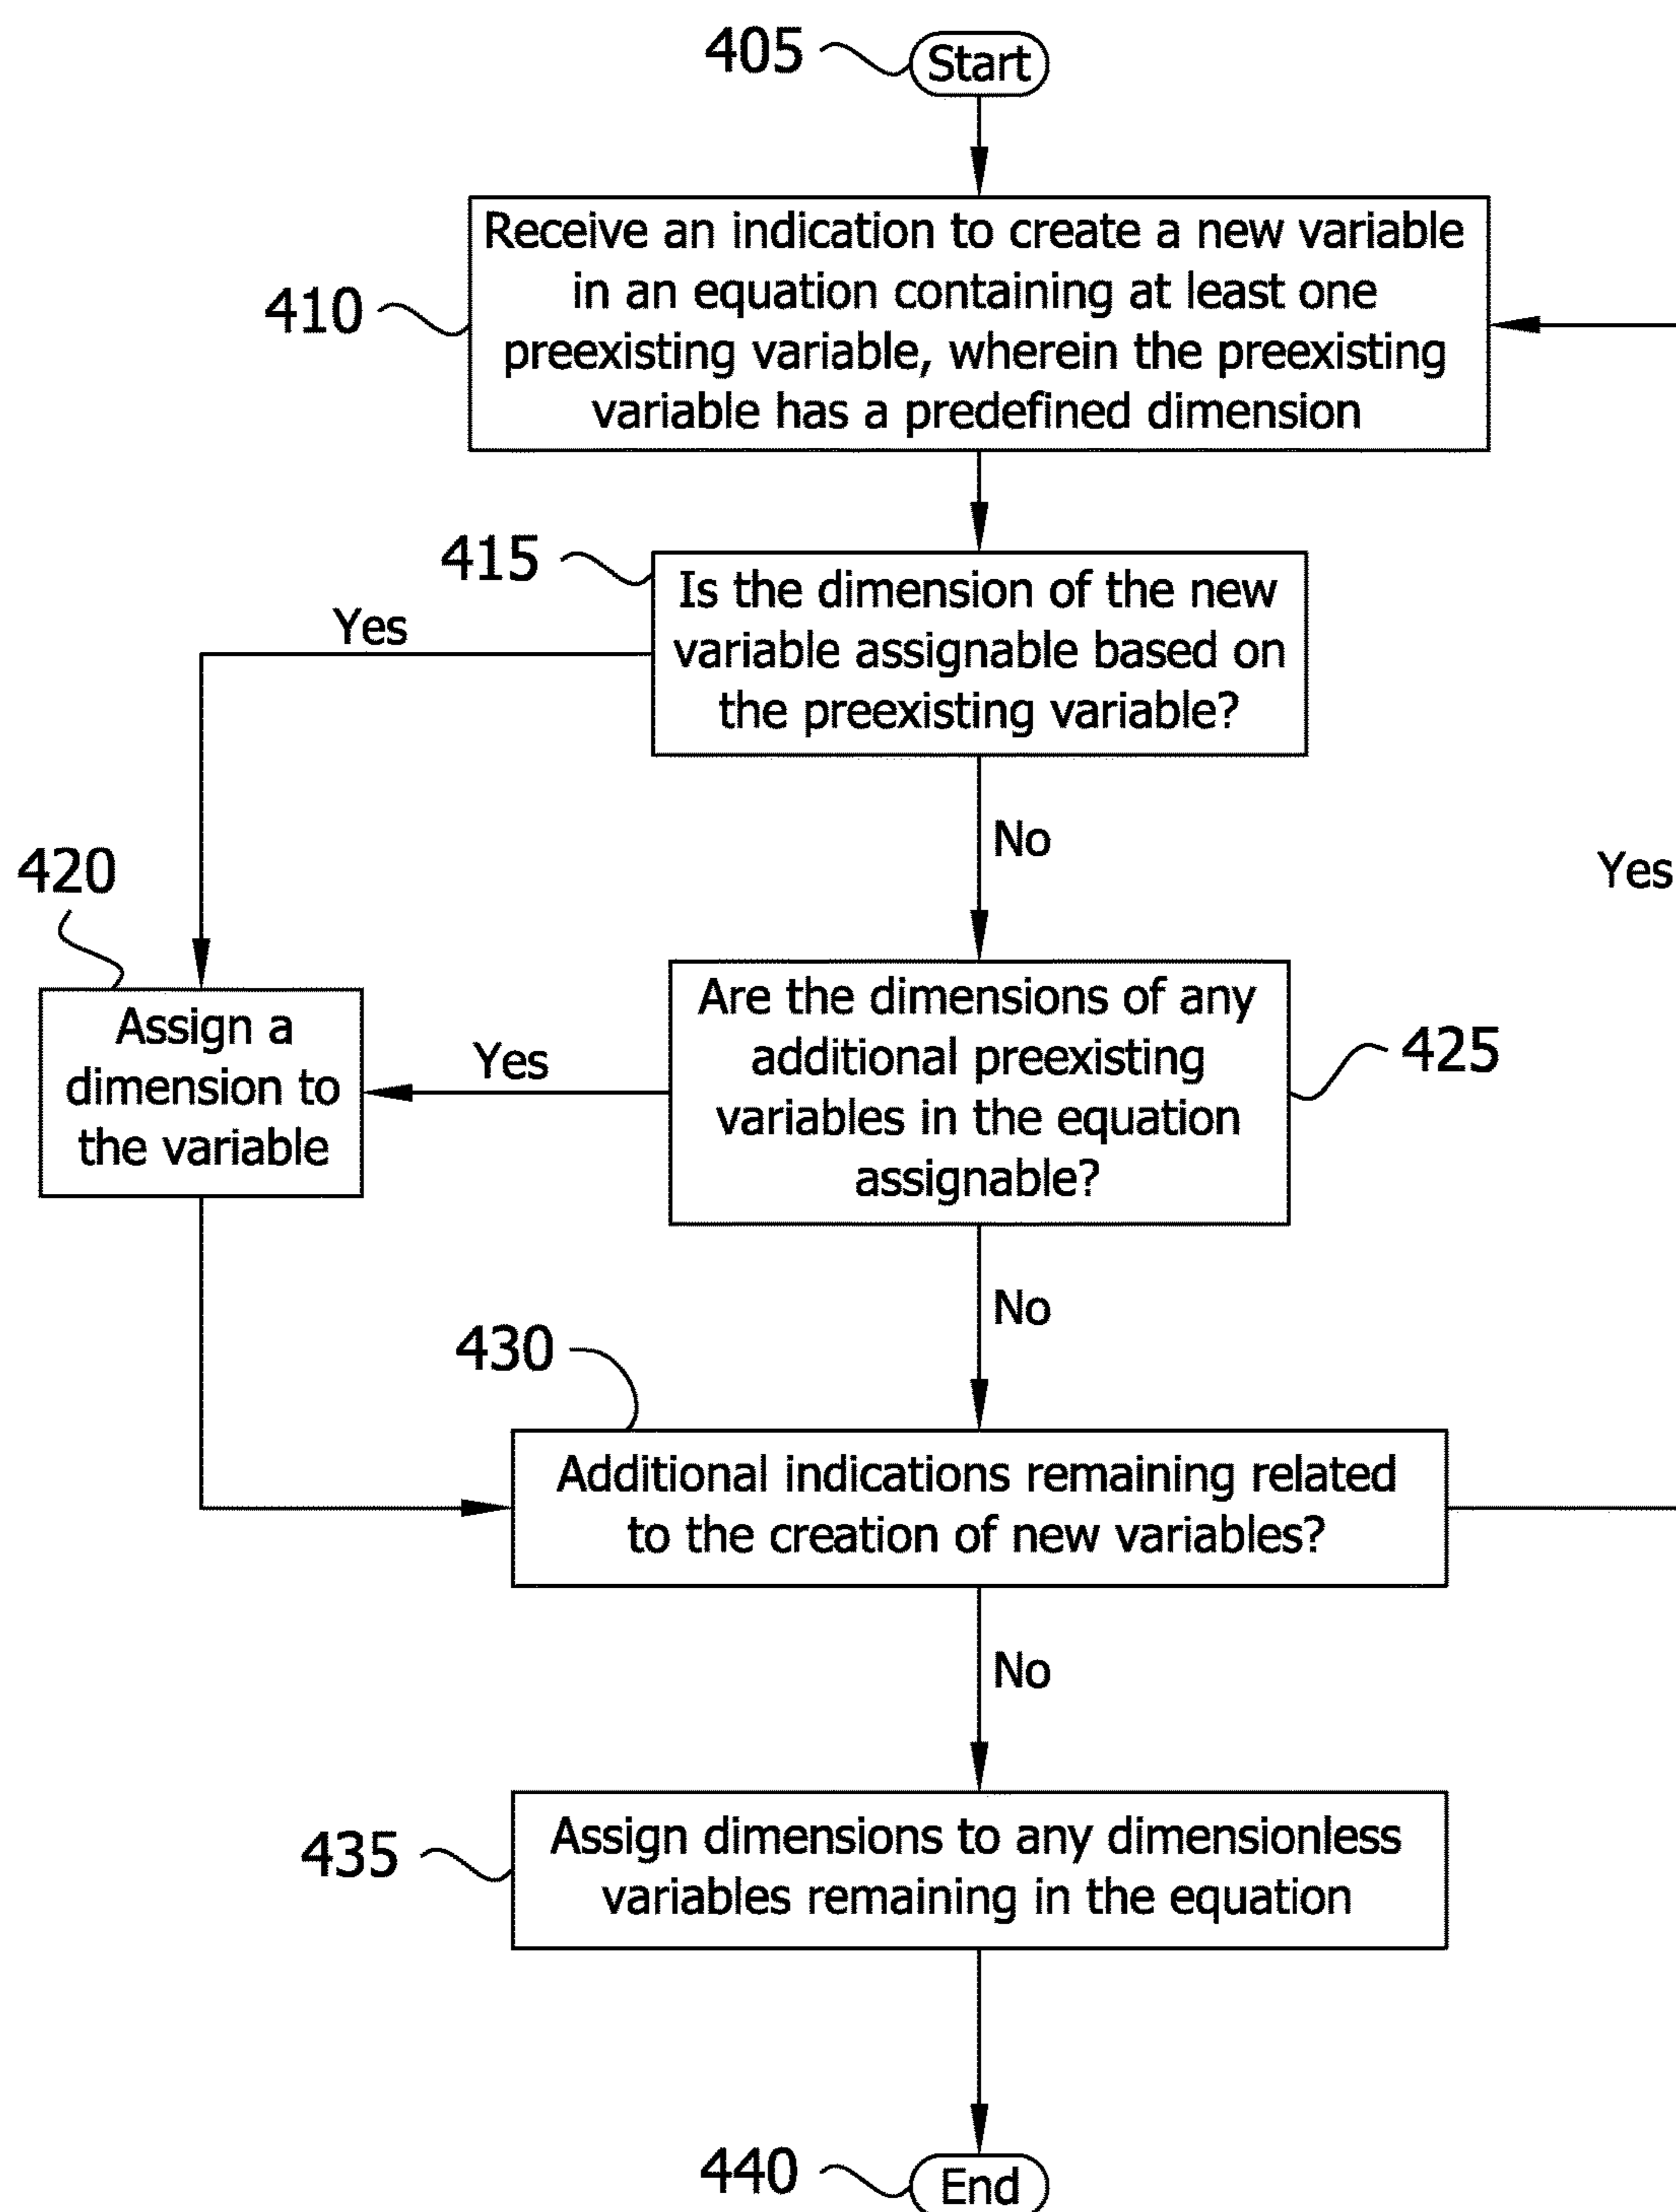 405
Start
Receive an indication to create a new variable
in an equation containing at least one
preexisting variable, wherein the preexisting
variable has a predefined dimension
410
415
Is the dimension of the new
variable assignable based on
the preexisting variable?
Yes
No
Yes
420
Assign a
dimension to
the variable
Yes
Are the dimensions of any
additional preexisting
variables in the equation
assignable?
425
No
430
Additional indications remaining related
to the creation of new variables?
No
435
Assign dimensions to any dimensionless
variables remaining in the equation
440
End